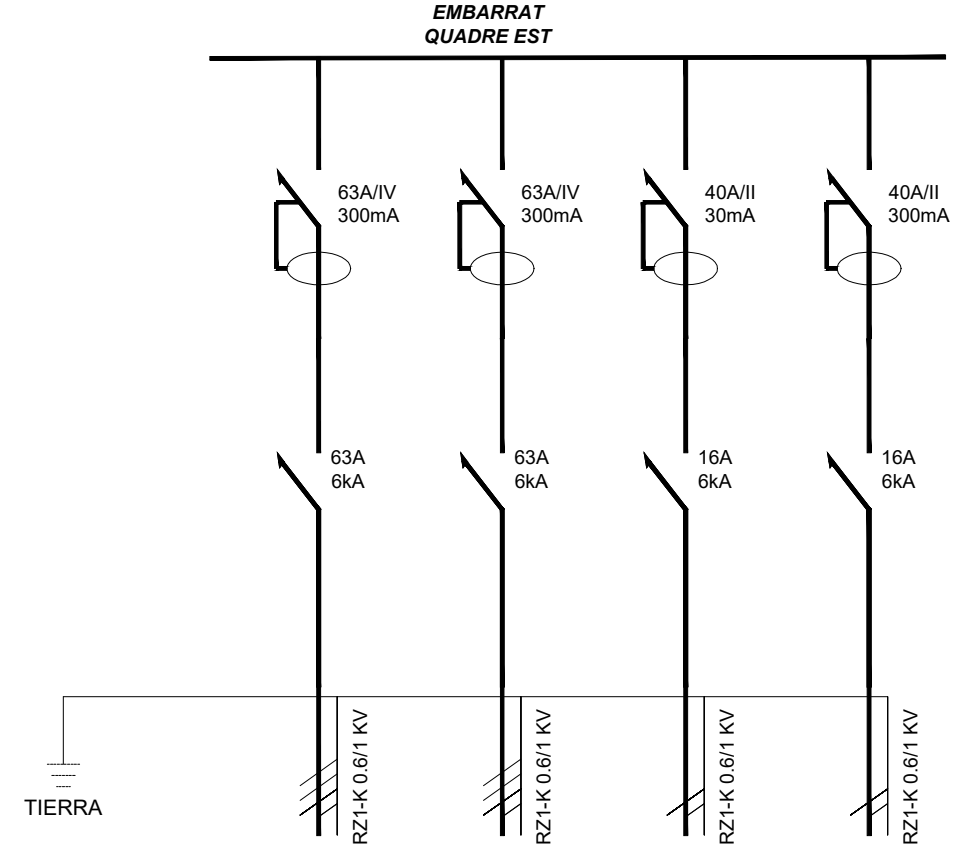 EMBARRAT
QUADRE EST
63A/IV
300mA
63A/IV
300mA
40A/II
30mA
40A/II
300mA
63A
6kA
63A
6kA
16A
6kA
16A
6kA
RZ1-K 0.6/1 KV
RZ1-K 0.6/1 KV
RZ1-K 0.6/1 KV
RZ1-K 0.6/1 KV
TIERRA